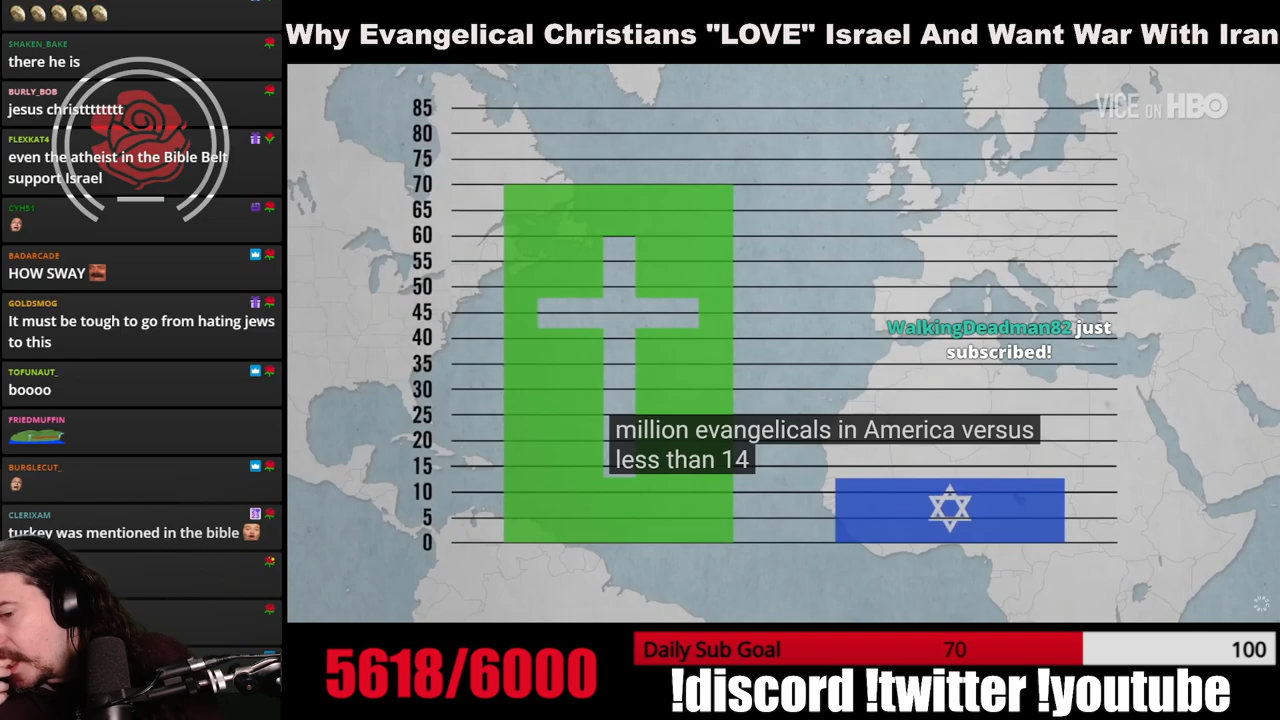 SHAKEN_BAKE
there he is
BURLY_BOB
jesus christtttttttt
FLEXKAT4
even the atheist in the Bible Belt
support Israel
CYH51
BADARCADE
HOW SWAY
GOLDSMOG
It must be tough to go from hating jews
to this
TOFUNAUT_
boooo
PRIEDMUFFIN
BURGLECUT_
CLERIXAM
turkey was mentioned in the bible
Why Evangelical Christians "LOVE" Israel And Want War With Iran
VICE ON HBO
85
80
75
70
65
60
55
50
45
40
35
30
25
20
15
10
5
0
WalkingDeadman82 just
subscribed!
million evangelicals in America versus
less than 14
5618/6000
Daily Sub Goal 70 100
!discord !twitter !youtube